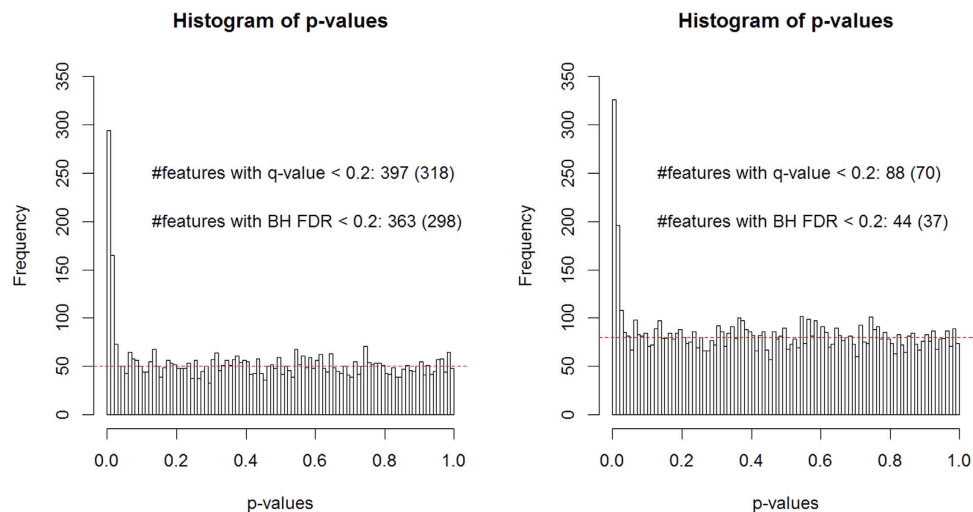 Histogram of p-values
350
300
250
200
150
100
50
0
Frequency
#features with q-value < 0.2: 397 (318)
#features with BH FDR < 0.2: 363 (298)
0.0 0.2 0.4 0.6 0.8 1.0
p-values
Histogram of p-values
350
300
250
200
150
100
50
0
Frequency
#features with q-value < 0.2: 88 (70)
#features with BH FDR < 0.2: 44 (37)
0.0 0.2 0.4 0.6 0.8 1.0
p-values